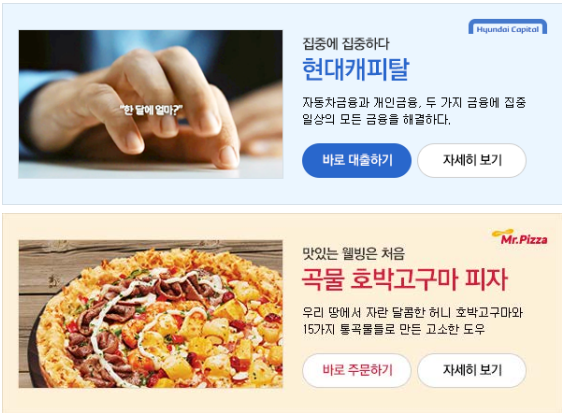 Hyundai Capital
집중에 집중하다
현대캐피탈
"한 달에 얼마?"
자동차금융과 개인금융, 두 가지 금융에 집중
일상의 모든 금융을 해결하다.
바로 대출하기
자세히 보기
Mr.Pizza
맛있는 웰빙은 처음
곡물 호박고구마 피자
우리 땅에서 자란 달콤한 허니 호박고구마와
15가지 통곡물들로 만든 고소한 도우
바로 주문하기
자세히 보기